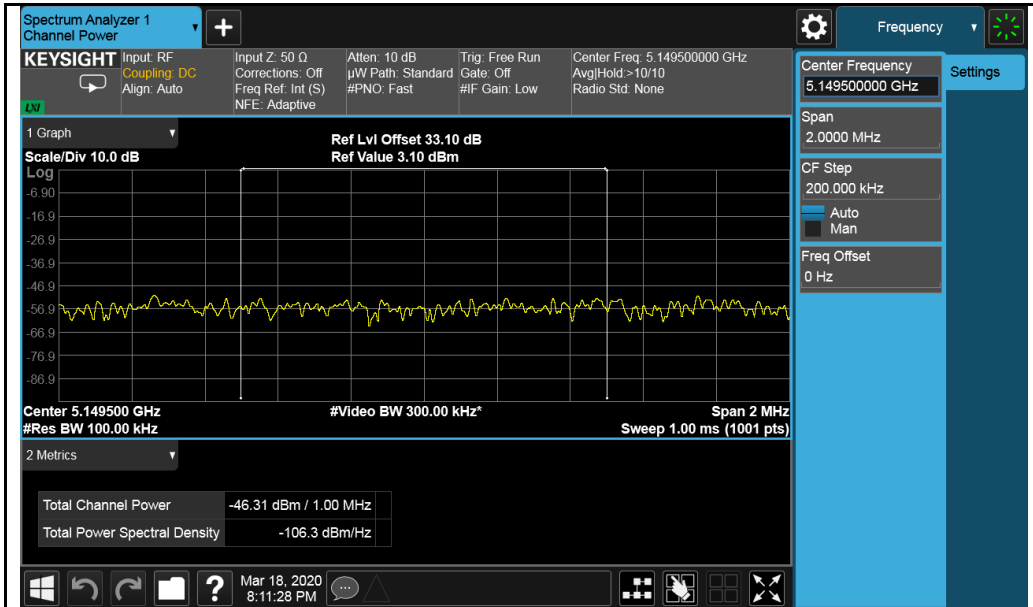 Spectrum Analyzer 1
Channel Power
Frequency
KEYSIGHT
LXI
Input: RF
Coupling: DC
Align: Auto
Input Z: 50 Ω
Corrections: Off
Freq Ref: Int (S)
NFE: Adaptive
Atten: 10 dB
µW Path: Standard
#PNO: Fast
Trig: Free Run
Gate: Off
#IF Gain: Low
Center Freq: 5.149500000 GHz
Avg|Hold:>10/10
Radio Std: None
Center Frequency
5.149500000 GHz
Settings
Span
2.0000 MHz
CF Step
200.000 kHz
Auto
Man
Freq Offset
0 Hz
1 Graph
Scale/Div 10.0 dB
Ref Lvl Offset 33.10 dB
Ref Value 3.10 dBm
Log
-6.90
-16.9
-26.9
-36.9
-46.9
-56.9
-66.9
-76.9
-86.9
Center 5.149500 GHz
#Res BW 100.00 kHz
#Video BW 300.00 kHz*
Span 2 MHz
Sweep 1.00 ms (1001 pts)
2 Metrics
Total Channel Power -46.31 dBm / 1.00 MHz
Total Power Spectral Density -106.3 dBm/Hz
?
Mar 18, 2020
8:11:28 PM